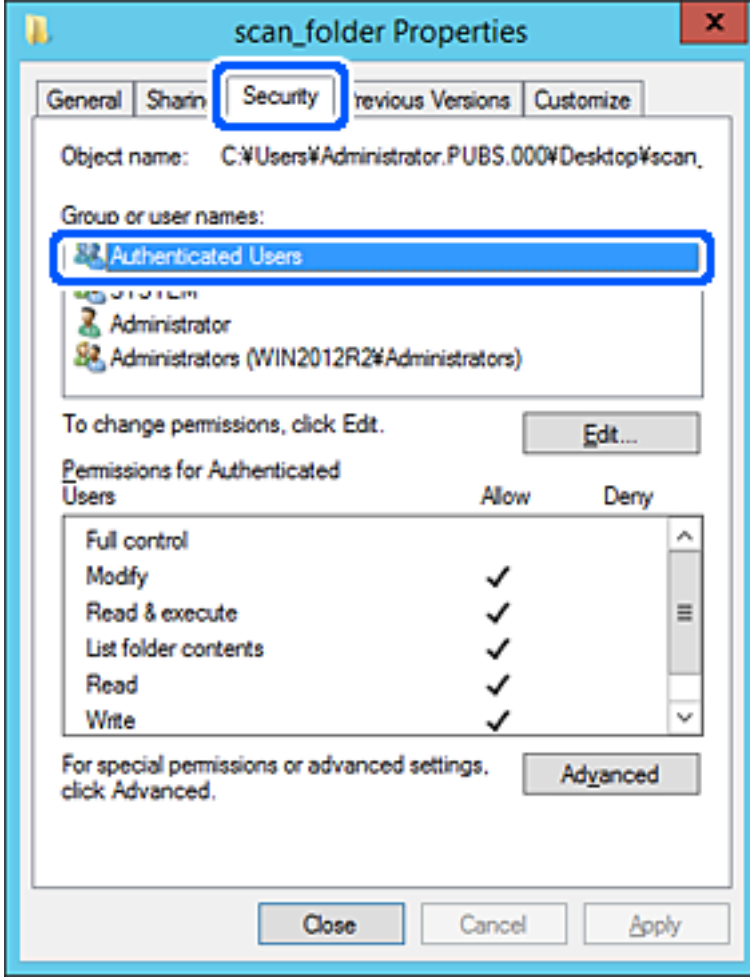 scan_folder Properties
x
General Sharin Security revious Versions Customize
Object name: C:¥Users¥Administrator.PUBS.000¥Desktop¥scan_
Group or user names:
Authenticated Users
SYSTEM
Administrator
Administrators (WIN2012R2¥Administrators)
To change permissions, click Edit.
Edit...
Permissions for Authenticated
Users Allow Deny
Full control
Modify
Read & execute
List folder contents
Read
Write
For special permissions or advanced settings,
click Advanced.
Advanced
Close Cancel Apply